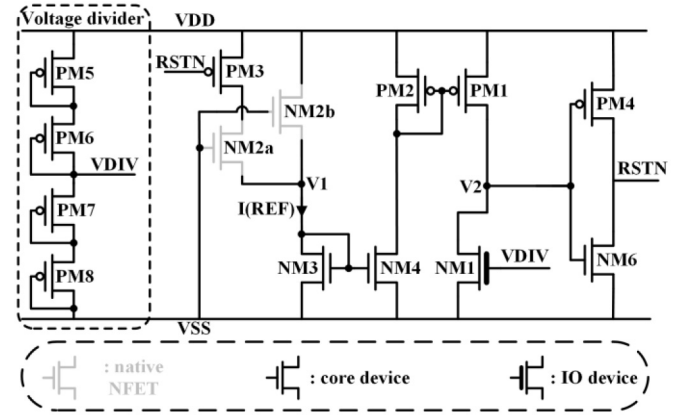 Voltage divider
VDD
PM5
RSTN
PM3
PM2
PM1
PM4
NM2b
PM6
NM2a
VDIV
RSTN
V1
V2
PM7
I(REF)
NM3
NM4
NM1
VDIV
NM6
PM8
VSS
: native
NFET
: core device
: IO device